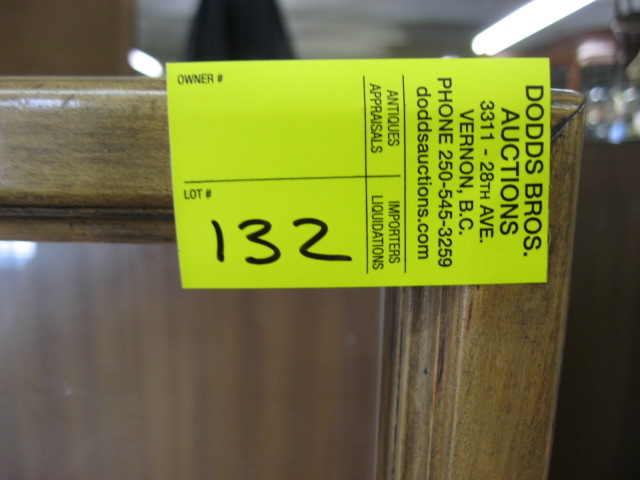 OWNER #
LOT #
132
DODDS BROS.
AUCTIONS
3311 - 28TH AVE.
VERNON, B.C.
PHONE 250-545-3259
doddsauctions.com
ANTIQUES
APPRAISALS
IMPORTERS
LIQUIDATIONS